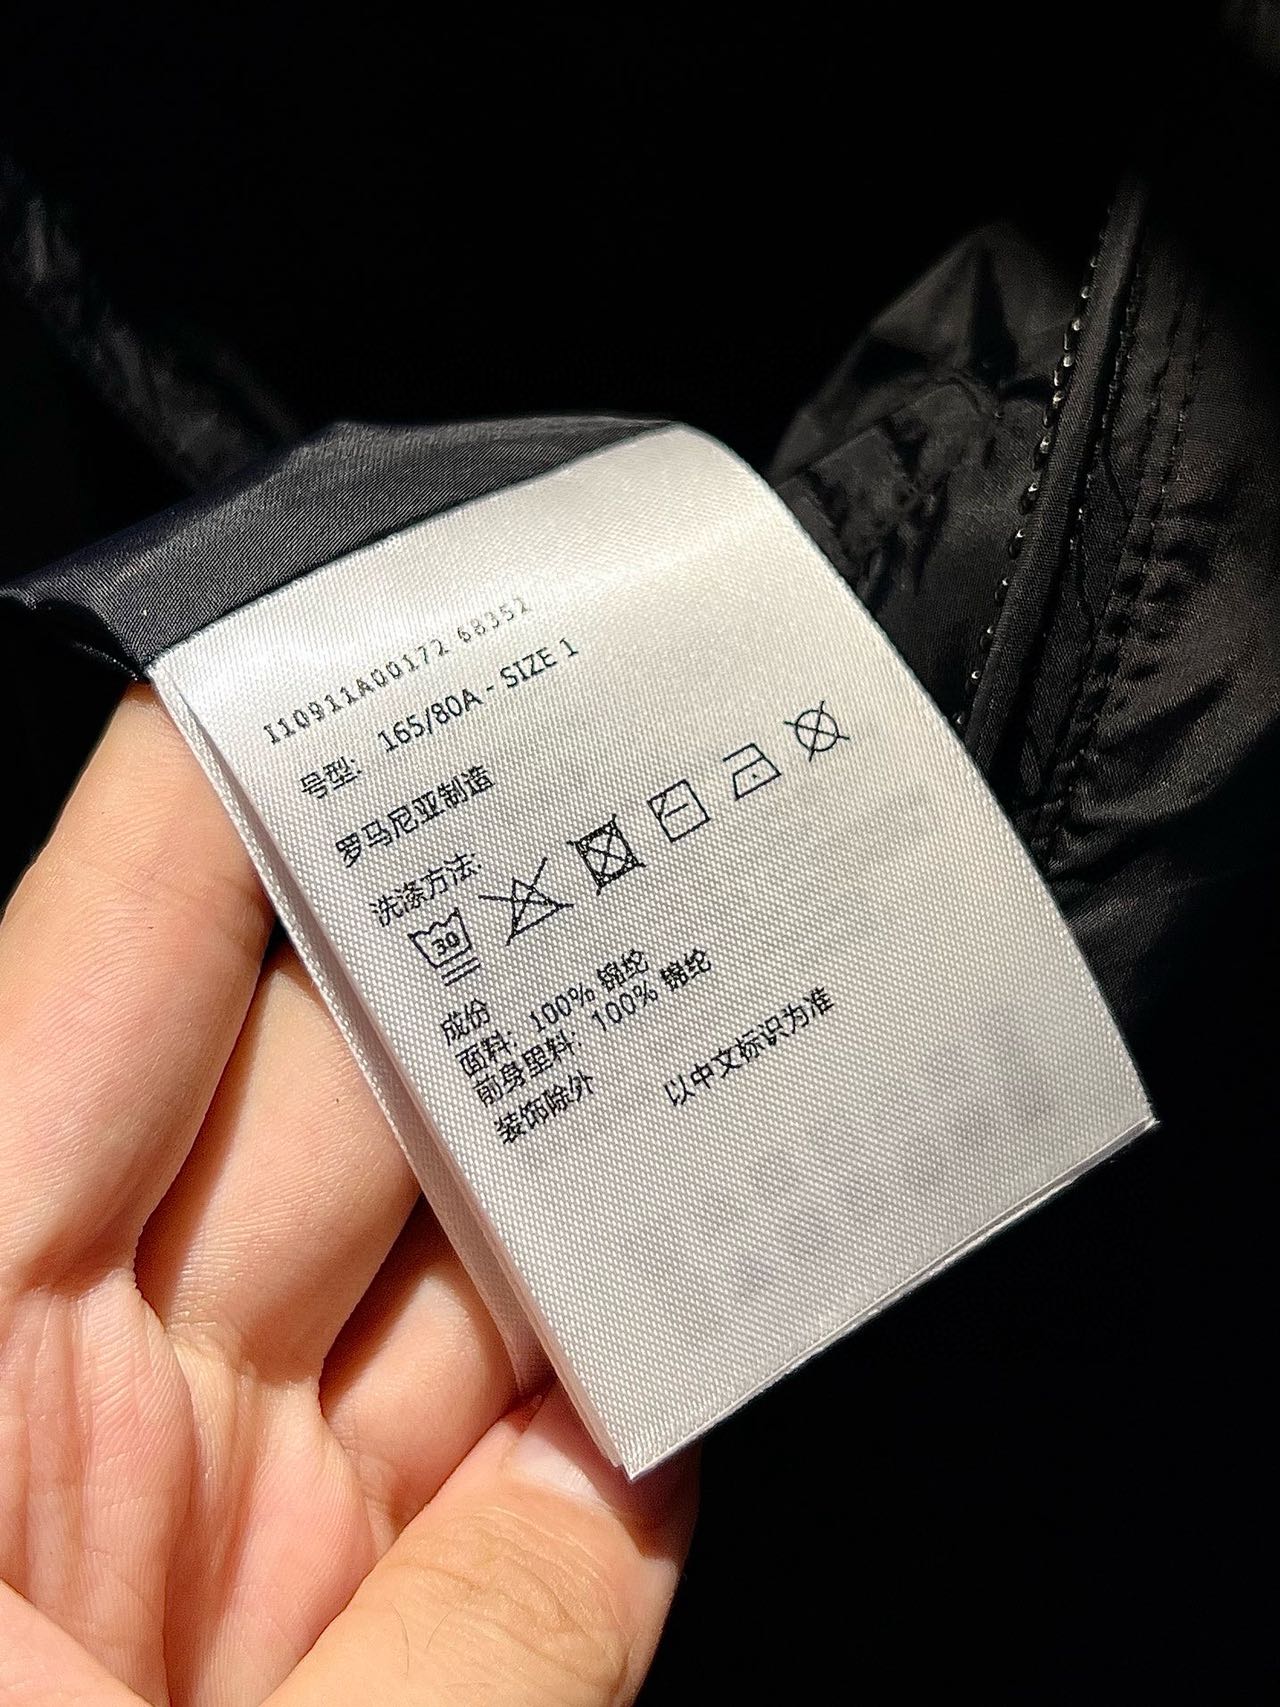 I10911A00172 68352
号型: 165/80A - SIZE 1
罗马尼亚制造
洗涤方法:
30
成份
面料: 100% 锦纶
前身里料: 100% 锦纶
装饰除外
以中文标识为准